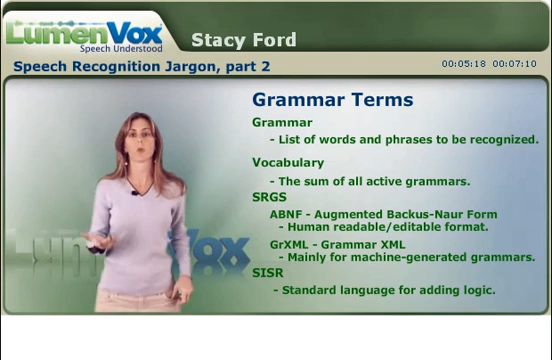 LumenVox
Speech Understood
Stacy Ford
Speech Recognition Jargon, part 2
00:05:18 00:07:10
Grammar Terms
Grammar
- List of words and phrases to be recognized.
Vocabulary
- The sum of all active grammars.
SRGS
ABNF - Augmented Backus-Naur Form
- Human readable/editable format.
GrXML - Grammar XML
- Mainly for machine-generated grammars.
SISR
- Standard language for adding logic.
LumenVox